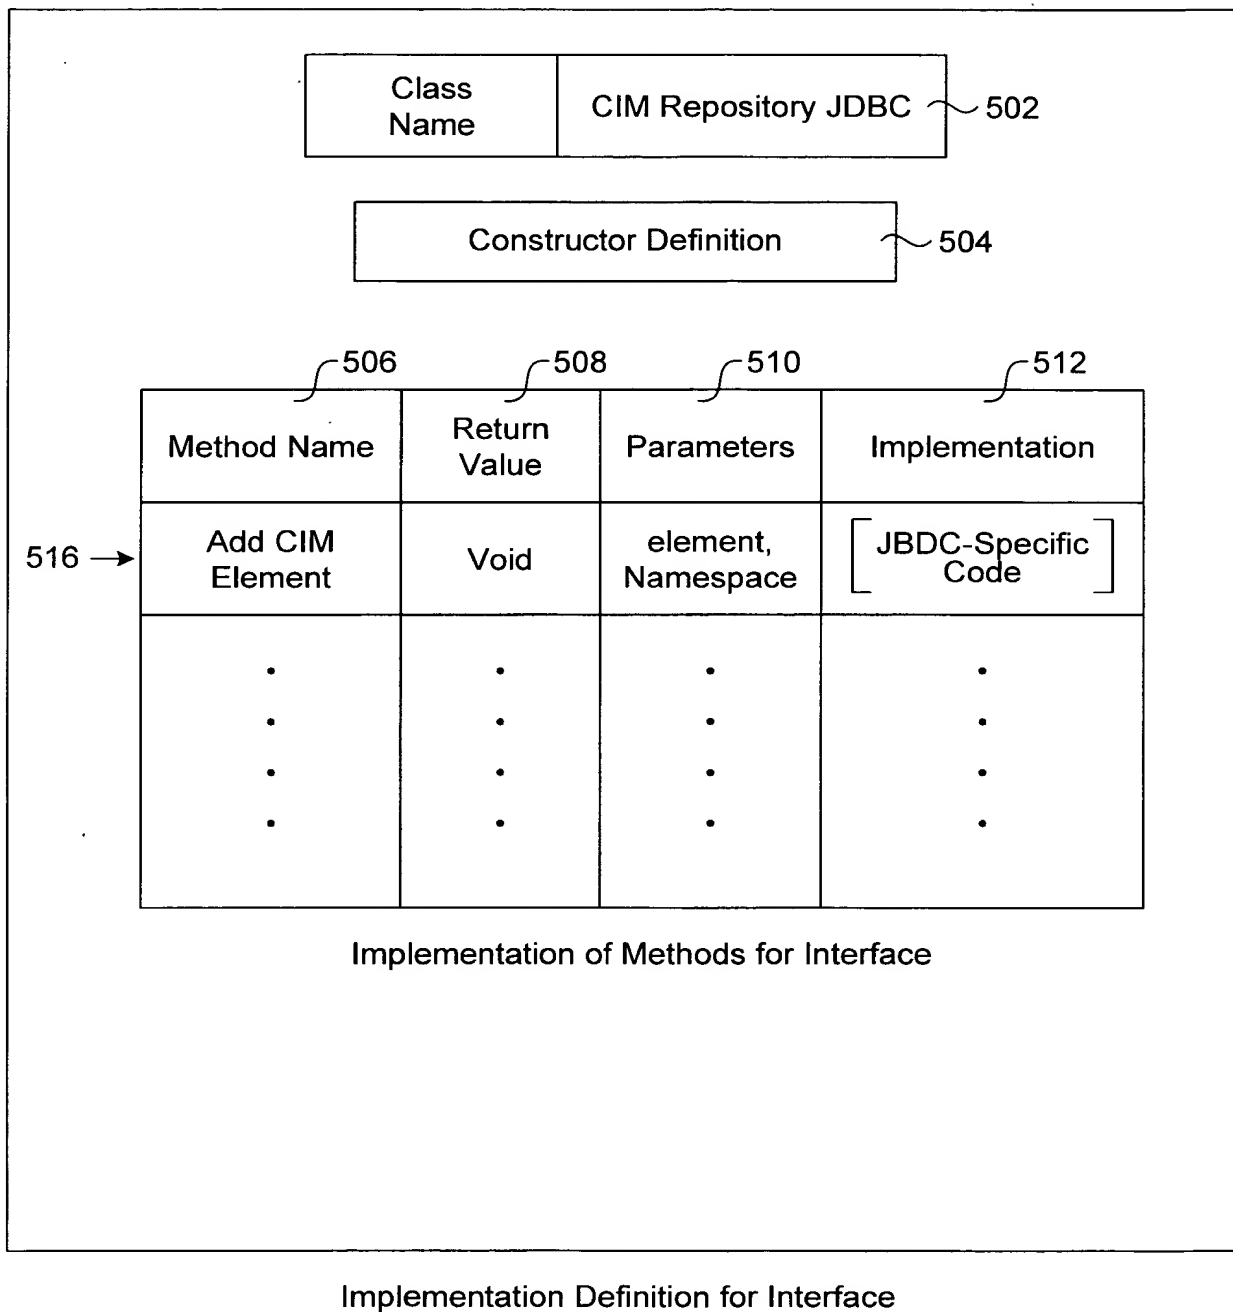 Class
Name
CIM Repository JDBC
502
Constructor Definition
504
506
508
510
512
Method Name
Return
Value
Parameters
Implementation
516
Add CIM
Element
Void
element,
Namespace
JBDC-Specific
Code
Implementation of Methods for Interface
Implementation Definition for Interface